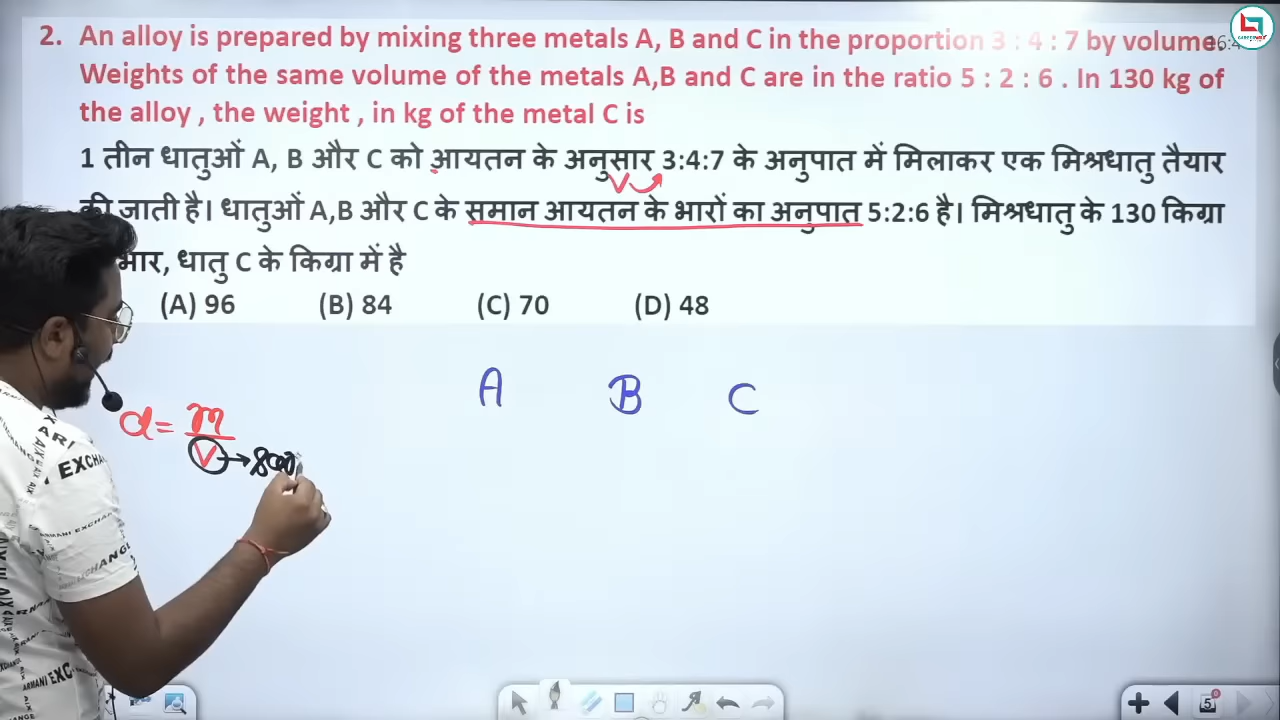 2. An alloy is prepared by mixing three metals A, B and C in the proportion 3 : 4 : 7 by volume.
Weights of the same volume of the metals A,B and C are in the ratio 5 : 2 : 6 . In 130 kg of
the alloy , the weight , in kg of the metal C is
1 तीन धातुओं A, B और C को आयतन के अनुसार 3:4:7 के अनुपात में मिलाकर एक मिश्रधातु तैयार
V
की जाती है। धातुओं A,B और C के समान आयतन के भारों का अनुपात 5:2:6 है। मिश्रधातु के 130 किग्रा
भार, धातु C के किग्रा में है
(A) 96 (B) 84 (C) 70 (D) 48
A B C
d = m
V
EXCHANGE
ARMANI EXCHANGE